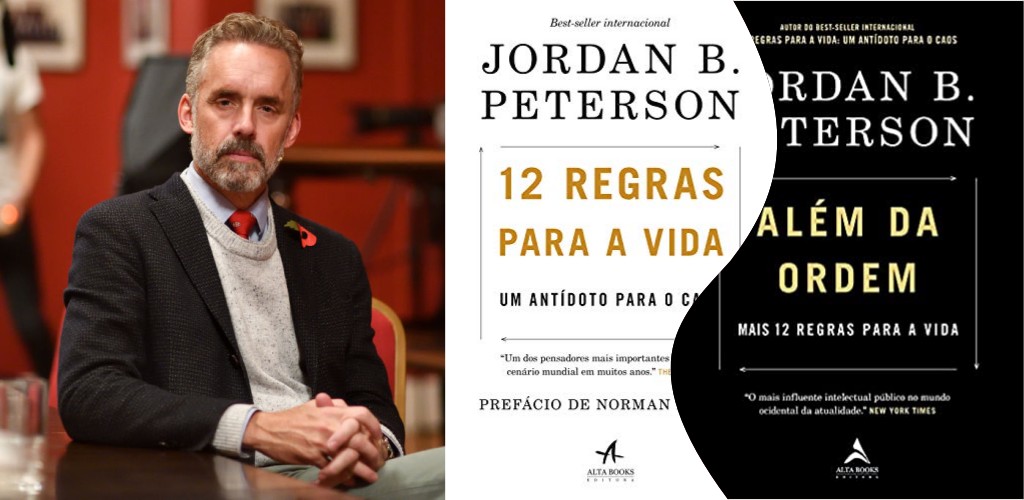 Best-seller internacional
JORDAN B.
PETERSON
12 REGRAS
PARA A VIDA
UM ANTÍDOTO PARA O CA
“Um dos pensadores mais importantes
cenário mundial em muitos anos.” THE
PREFÁCIO DE NORMAN
ALTA BOOKS
EDITORA
AUTOR DO BEST-SELLER INTERNACIONAL
REGRAS PARA A VIDA: UM ANTÍDOTO PARA O CAOS
ORDAN B.
TERSON
ALÉM DA
ORDEM
MAIS 12 REGRAS PARA A VIDA
“O mais influente intelectual público no mundo
ocidental da atualidade.” NEW YORK TIMES
ALTA BOOKS
EDITORA